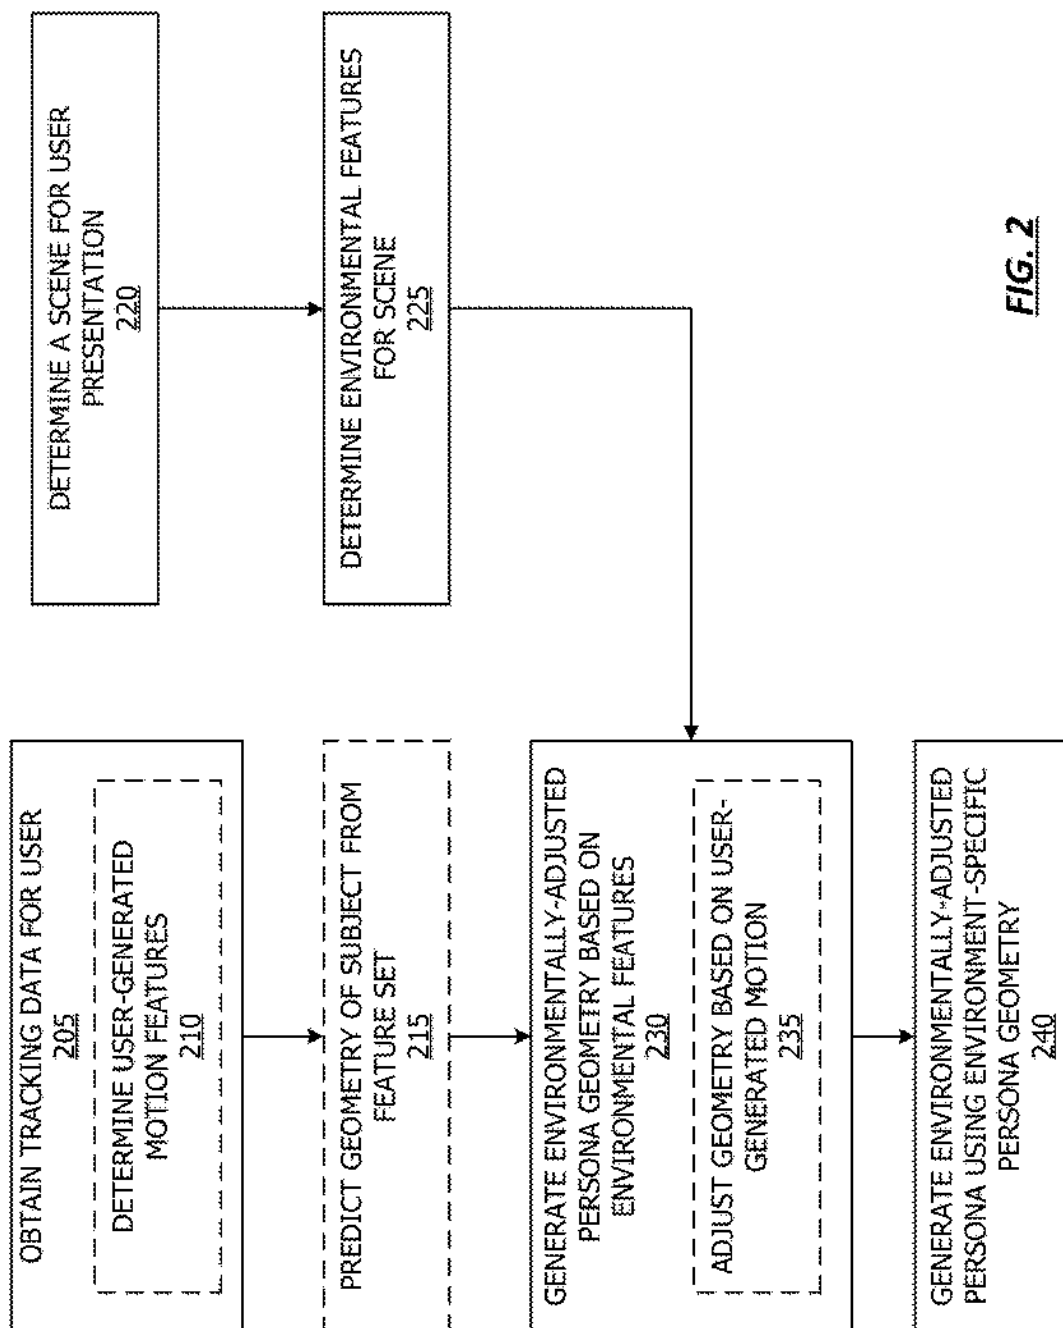 OBTAIN TRACKING DATA FOR USER
205
DETERMINE USER-GENERATED
MOTION FEATURES
210
PREDICT GEOMETRY OF SUBJECT FROM
FEATURE SET
215
DETERMINE A SCENE FOR USER
PRESENTATION
220
DETERMINE ENVIRONMENTAL FEATURES
FOR SCENE
225
GENERATE ENVIRONMENTALLY-ADJUSTED
PERSONA GEOMETRY BASED ON
ENVIRONMENTAL FEATURES
230
ADJUST GEOMETRY BASED ON USER-
GENERATED MOTION
235
GENERATE ENVIRONMENTALLY-ADJUSTED
PERSONA USING ENVIRONMENT-SPECIFIC
PERSONA GEOMETRY
240
FIG. 2